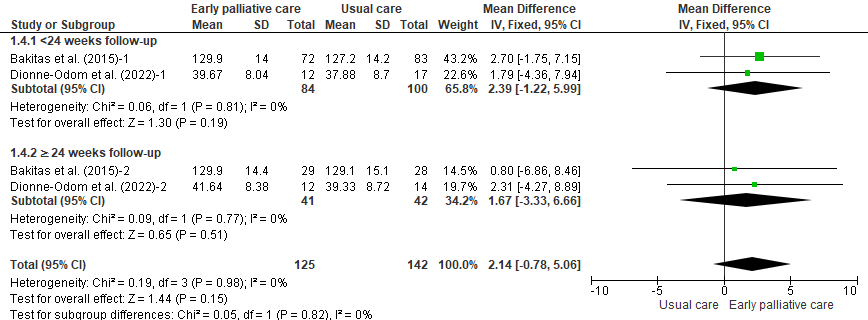 Early palliative care Usual care Mean Difference Mean Difference
Study or Subgroup Mean SD Total Mean SD Total Weight IV, Fixed, 95% CI IV, Fixed, 95% CI
1.4.1 <24 weeks follow-up
Bakitas et al. (2015)-1 129.9 14 72 127.2 14.2 83 43.2% 2.70 [-1.75, 7.15]
Dionne-Odom et al. (2022)-1 39.67 8.04 12 37.88 8.7 17 22.6% 1.79 [-4.36, 7.94]
Subtotal (95% CI) 84 100 65.8% 2.39 [-1.22, 5.99]
Heterogeneity: Chi² = 0.06, df = 1 (P = 0.81); I² = 0%
Test for overall effect: Z = 1.30 (P = 0.19)
1.4.2 ≥ 24 weeks follow-up
Bakitas et al. (2015)-2 129.9 14.4 29 129.1 15.1 28 14.5% 0.80 [-6.86, 8.46]
Dionne-Odom et al. (2022)-2 41.64 8.38 12 39.33 8.72 14 19.7% 2.31 [-4.27, 8.89]
Subtotal (95% CI) 41 42 34.2% 1.67 [-3.33, 6.66]
Heterogeneity: Chi² = 0.09, df = 1 (P = 0.77); I² = 0%
Test for overall effect: Z = 0.65 (P = 0.51)
Total (95% CI) 125 142 100.0% 2.14 [-0.78, 5.06]
Heterogeneity: Chi² = 0.19, df = 3 (P = 0.98); I² = 0%
Test for overall effect: Z = 1.44 (P = 0.15)
Test for subgroup differences: Chi² = 0.05, df = 1 (P = 0.82), I² = 0%
-10 -5 0 5 10
Usual care Early palliative care